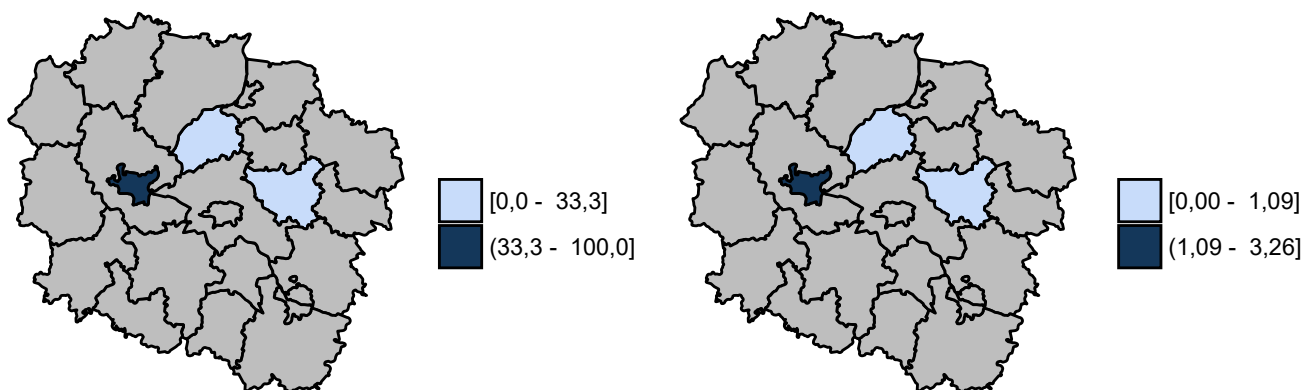 [0,0 -  33,3]
(33,3 -  100,0]
[0,00 -  1,09]
(1,09 -  3,26]